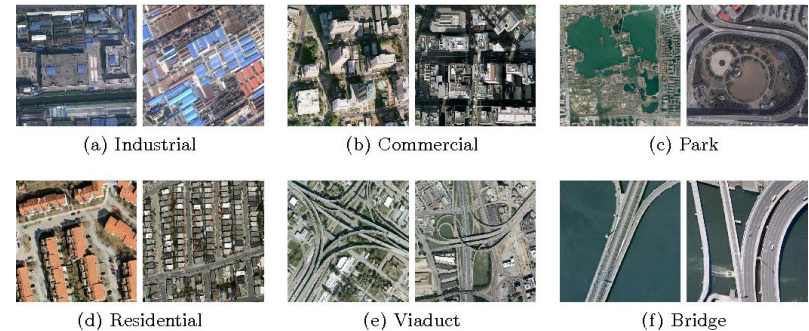 (a) Industrial
(b) Commercial
(c) Park
(d) Residential
(e) Viaduct
(f) Bridge